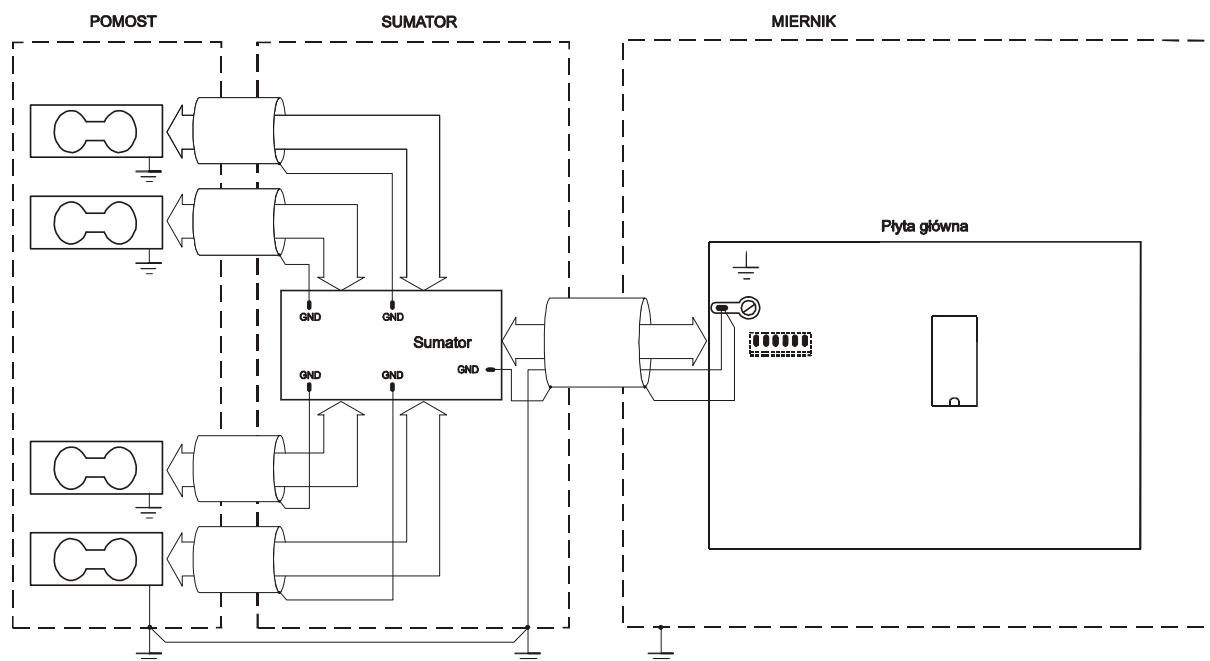 POMOST
SUMATOR
MIERNIK
Płyta główna
GND
GND
Sumator
GND
GND
GND